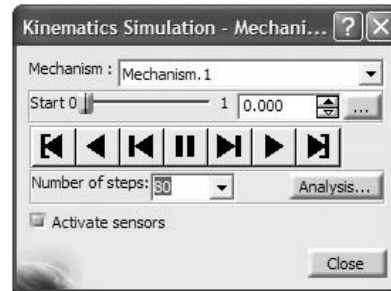 Kinematics Simulation - Mechani... ? X
Mechanism : Mechanism.1
Start 0 1 0.000 ...
Number of steps: 80 Analysis...
Activate sensors
Close